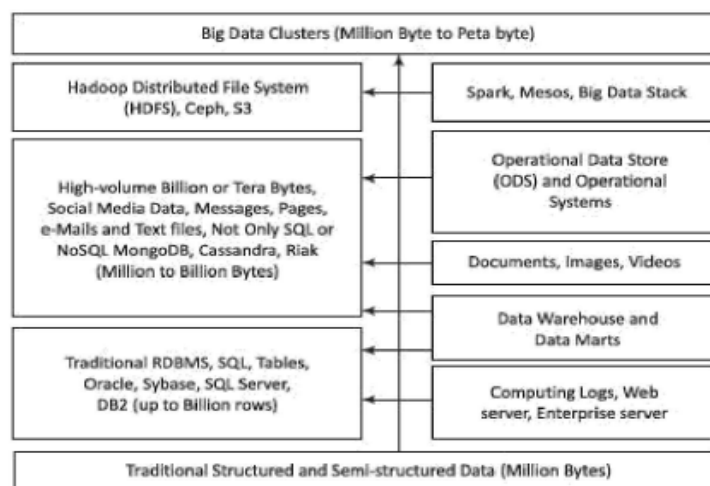 Big Data Clusters (Million Byte to Peta byte)
Hadoop Distributed File System
(HDFS), Ceph, S3
High-volume Billion or Tera Bytes,
Social Media Data, Messages, Pages,
e-Mails and Text files, Not Only SQL or
NoSQL MongoDB, Cassandra, Riak
(Million to Billion Bytes)
Traditional RDBMS, SQL, Tables,
Oracle, Sybase, SQL Server,
DB2 (up to Billion rows)
Spark, Mesos, Big Data Stack
Operational Data Store
(ODS) and Operational
Systems
Documents, Images, Videos
Data Warehouse and
Data Marts
Computing Logs, Web
server, Enterprise server
Traditional Structured and Semi-structured Data (Million Bytes)